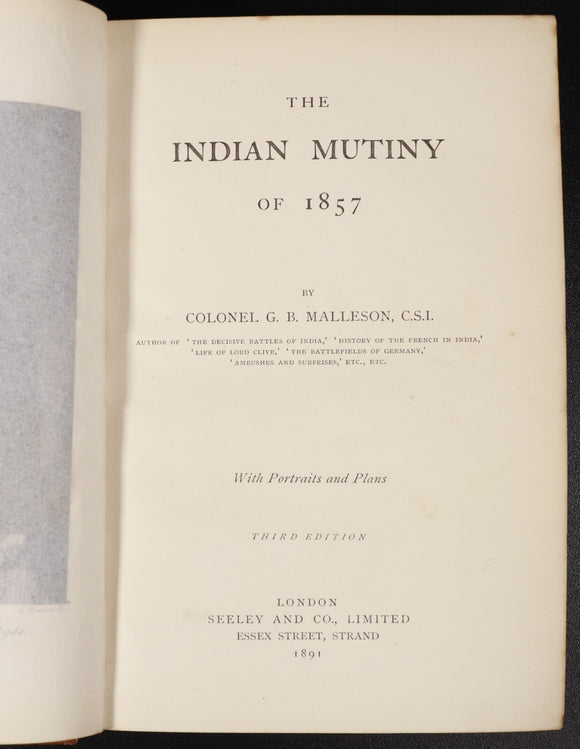 THE
INDIAN MUTINY
OF 1857
BY
COLONEL G. B. MALLESON, C.S.I.
AUTHOR OF 'THE DECISIVE BATTLES OF INDIA,' 'HISTORY OF THE FRENCH IN INDIA,'
'LIFE OF LORD CLIVE,' 'THE BATTLEFIELDS OF GERMANY,'
'AMBUSHES AND SURPRISES,' ETC., ETC.
With Portraits and Plans
THIRD EDITION
LONDON
SEELEY AND CO., LIMITED
ESSEX STREET, STRAND
1891